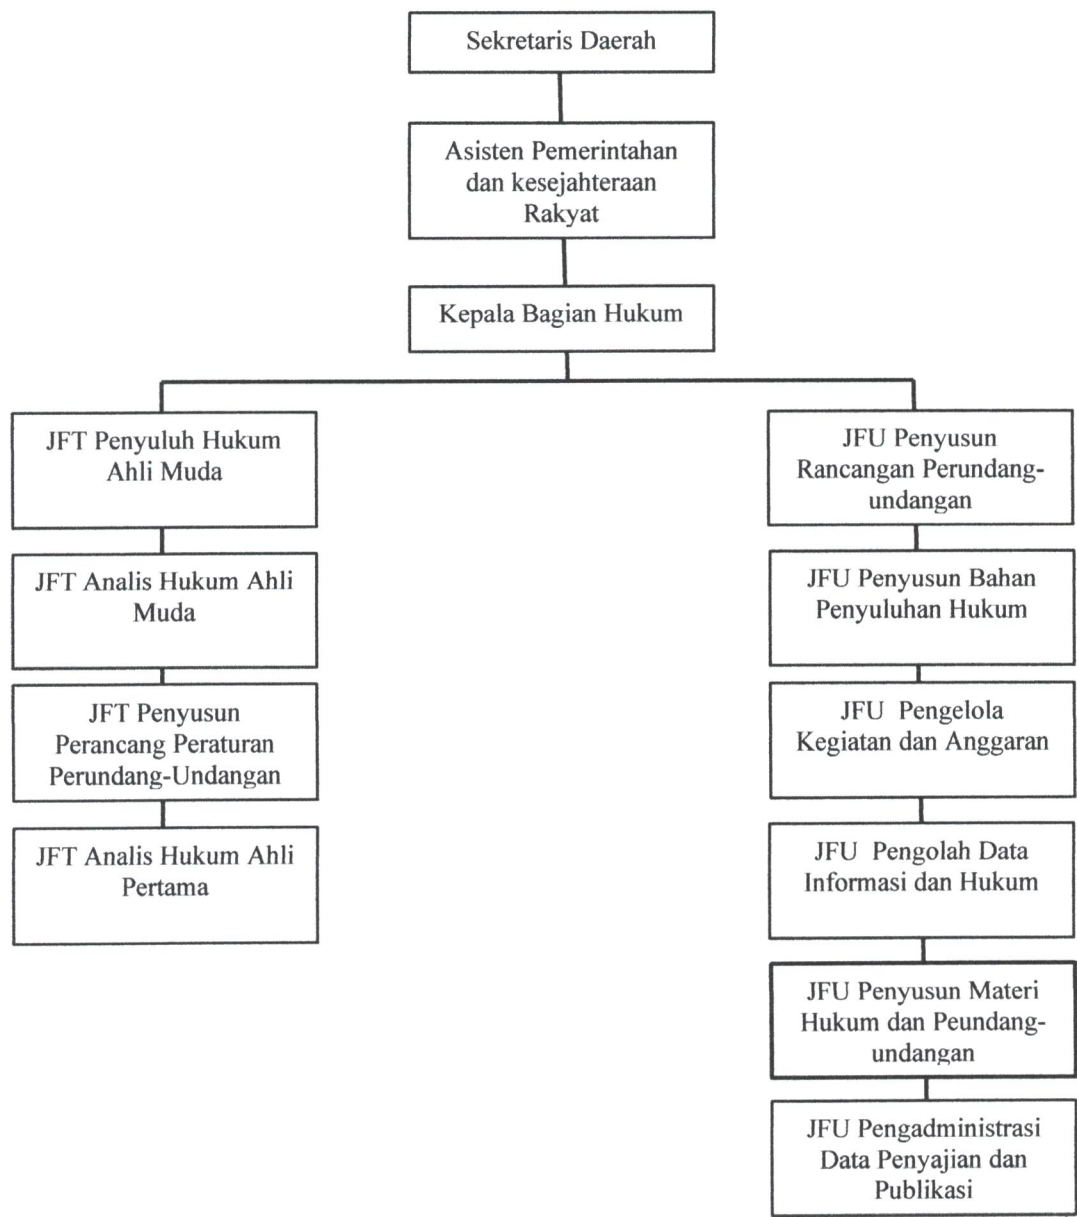 Sekretaris Daerah
Asisten Pemerintahan
dan kesejahteraan
Rakyat
Kepala Bagian Hukum
JFT Penyuluh Hukum
Ahli Muda
JFT Analis Hukum Ahli
Muda
JFT Penyusun
Perancang Peraturan
Perundang-Undangan
JFT Analis Hukum Ahli
Pertama
JFU Penyusun
Rancangan Perundang-
undangan
JFU Penyusun Bahan
Penyuluhan Hukum
JFU Pengelola
Kegiatan dan Anggaran
JFU Pengolah Data
Informasi dan Hukum
JFU Penyusun Materi
Hukum dan Peundang-
undangan
JFU Pengadministrasi
Data Penyajian dan
Publikasi